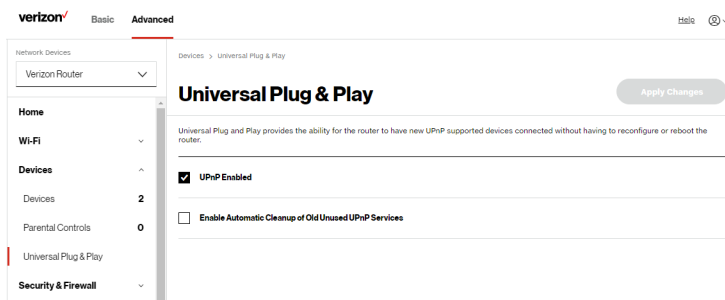 verizon
Basic
Advanced
Help
Network Devices
Verizon Router
Home
Wi-Fi
Devices
Devices 2
Parental Controls 0
Universal Plug & Play
Security & Firewall
Devices > Universal Plug & Play
Universal Plug & Play
Apply Changes
Universal Plug and Play provides the ability for the router to have new UPnP supported devices connected without having to reconfigure or reboot the
router.
UPnP Enabled
Enable Automatic Cleanup of Old Unused UPnP Services